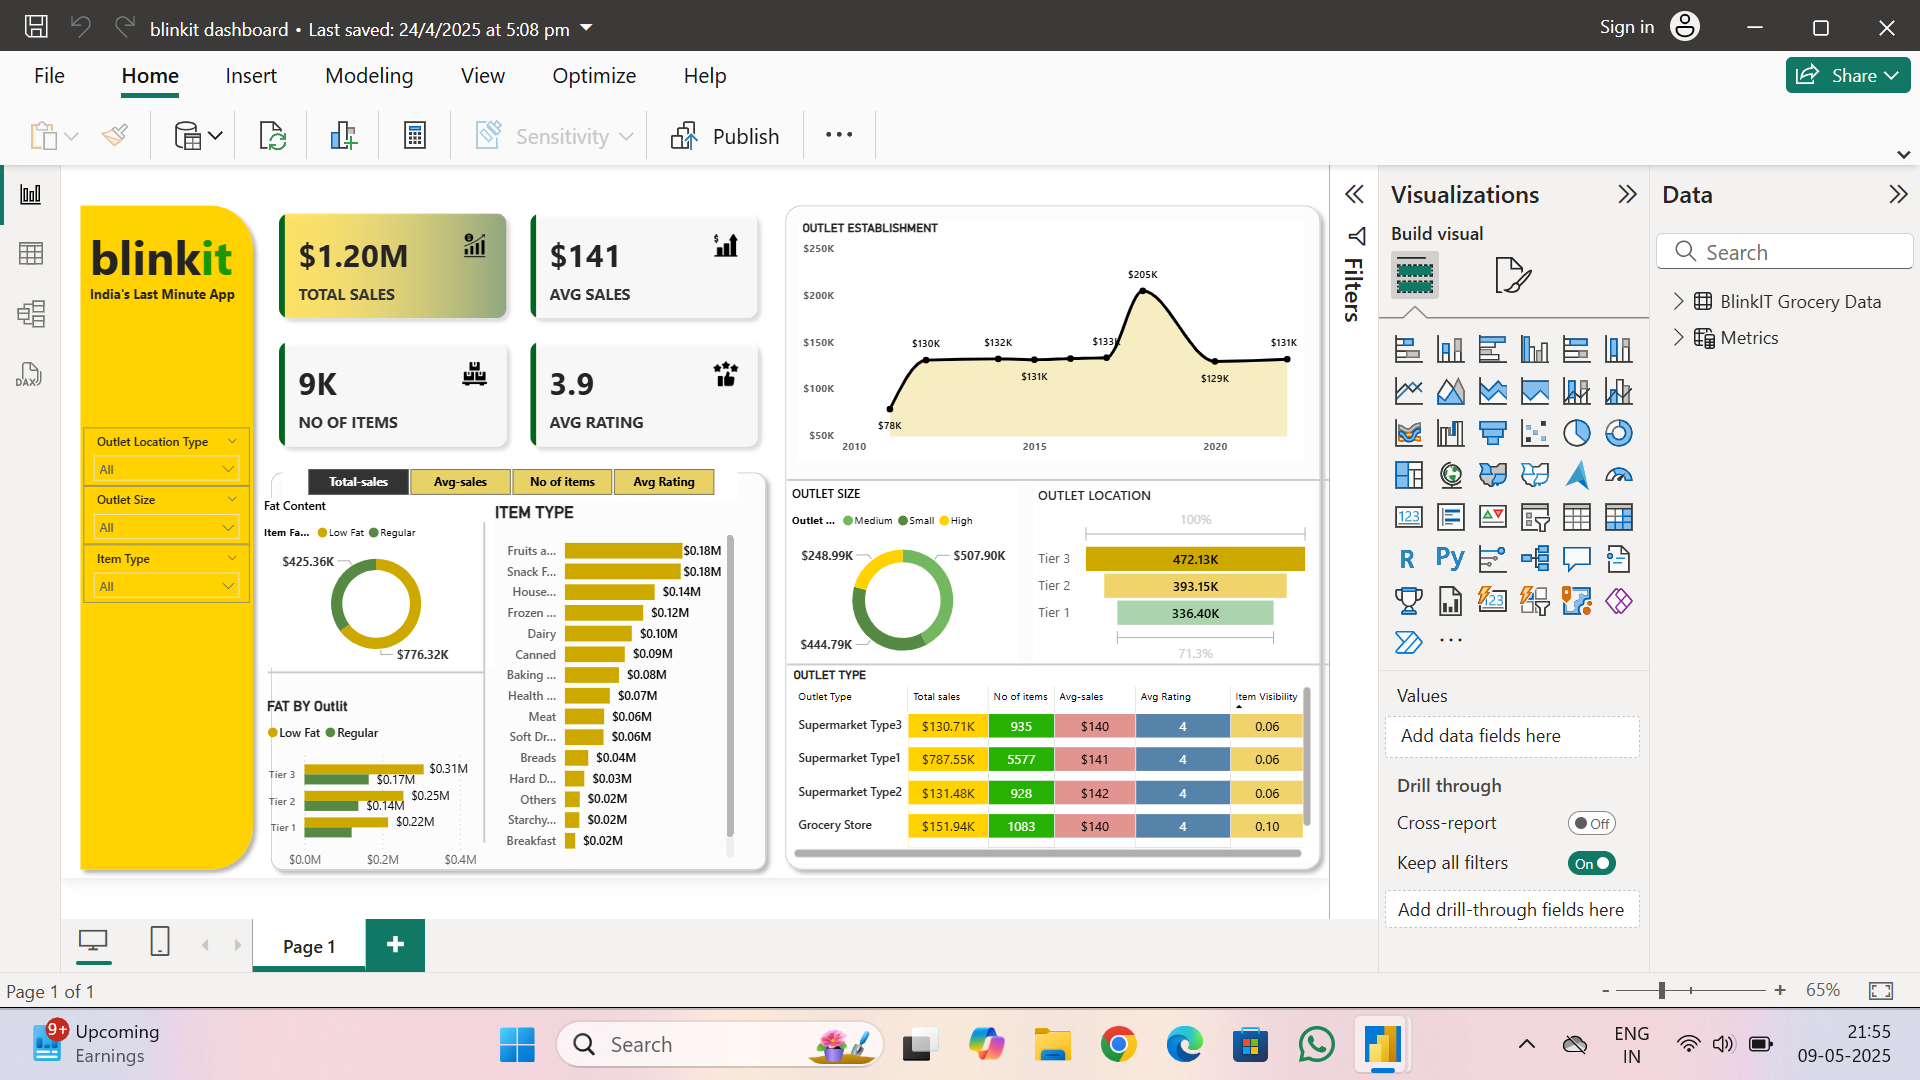 blinkit dashboard • Last saved: 24/4/2025 at 5:08 pm
Sign in
File
Home
Insert
Modeling
View
Optimize
Help
Share
Sensitivity
Publish
blinkit
India's Last Minute App
Outlet Location Type
All
Outlet Size
All
Item Type
All
$1.20M
TOTAL SALES
$141
AVG SALES
9K
NO OF ITEMS
3.9
AVG RATING
Total-sales
Avg-sales
No of items
Avg Rating
Fat Content
Item Fa... Low Fat Regular
$425.36K
$776.32K
FAT BY Outlit
Low Fat Regular
Tier 3 $0.31M
$0.17M
Tier 2 $0.25M
$0.14M
Tier 1 $0.22M
$0.0M $0.2M $0.4M
ITEM TYPE
Fruits a... $0.18M
Snack F... $0.18M
House... $0.14M
Frozen ... $0.12M
Dairy $0.10M
Canned $0.09M
Baking ... $0.08M
Health ... $0.07M
Meat $0.06M
Soft Dr... $0.06M
Breads $0.04M
Hard D... $0.03M
Others $0.02M
Starchy... $0.02M
Breakfast $0.02M
OUTLET ESTABLISHMENT
$250K
$200K
$150K
$100K
$50K
$78K
$130K
$132K
$131K
$133K
$205K
$129K
$131K
2010 2015 2020
OUTLET SIZE
Outlet ... Medium Small High
$248.99K
$507.90K
$444.79K
OUTLET LOCATION
100%
Tier 3 472.13K
Tier 2 393.15K
Tier 1 336.40K
71.3%
OUTLET TYPE
Outlet Type Total sales No of items Avg-sales Avg Rating Item Visibility
Supermarket Type3 $130.71K 935 $140 4 0.06
Supermarket Type1 $787.55K 5577 $141 4 0.06
Supermarket Type2 $131.48K 928 $142 4 0.06
Grocery Store $151.94K 1083 $140 4 0.10
Filters
Visualizations
Build visual
123
R
Py
123
Values
Add data fields here
Drill through
Cross-report
Off
Keep all filters
On
Add drill-through fields here
Data
Search
BlinkIT Grocery Data
Metrics
DAX
Page 1
Page 1 of 1
- + 65%
9+
Upcoming
Earnings
Search
ENG
IN
21:55
09-05-2025